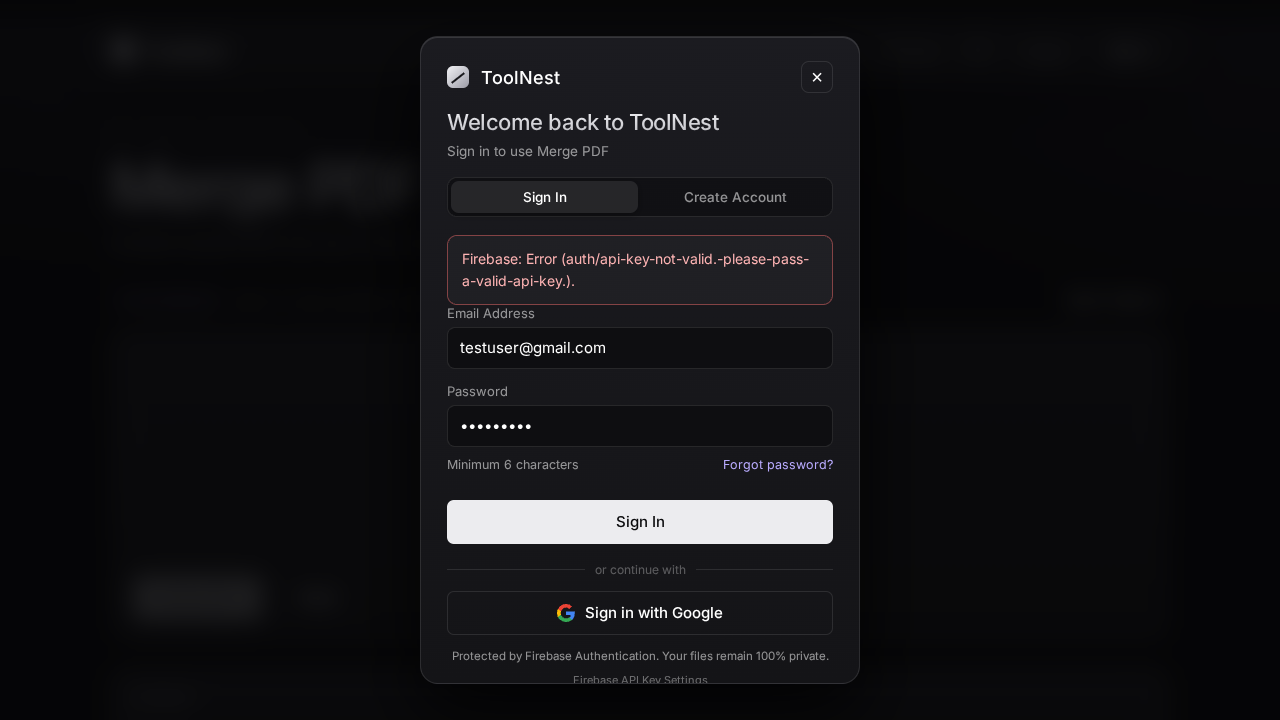 ToolNest
Welcome back to ToolNest
Sign in to use Merge PDF
Sign In
Create Account
Firebase: Error (auth/api-key-not-valid.-please-pass-
a-valid-api-key.).
Email Address
testuser@gmail.com
Password
•••••••••
Minimum 6 characters
Forgot password?
Sign In
or continue with
Sign in with Google
Protected by Firebase Authentication. Your files remain 100% private.
Firebase API Key Settings
Merge PDF